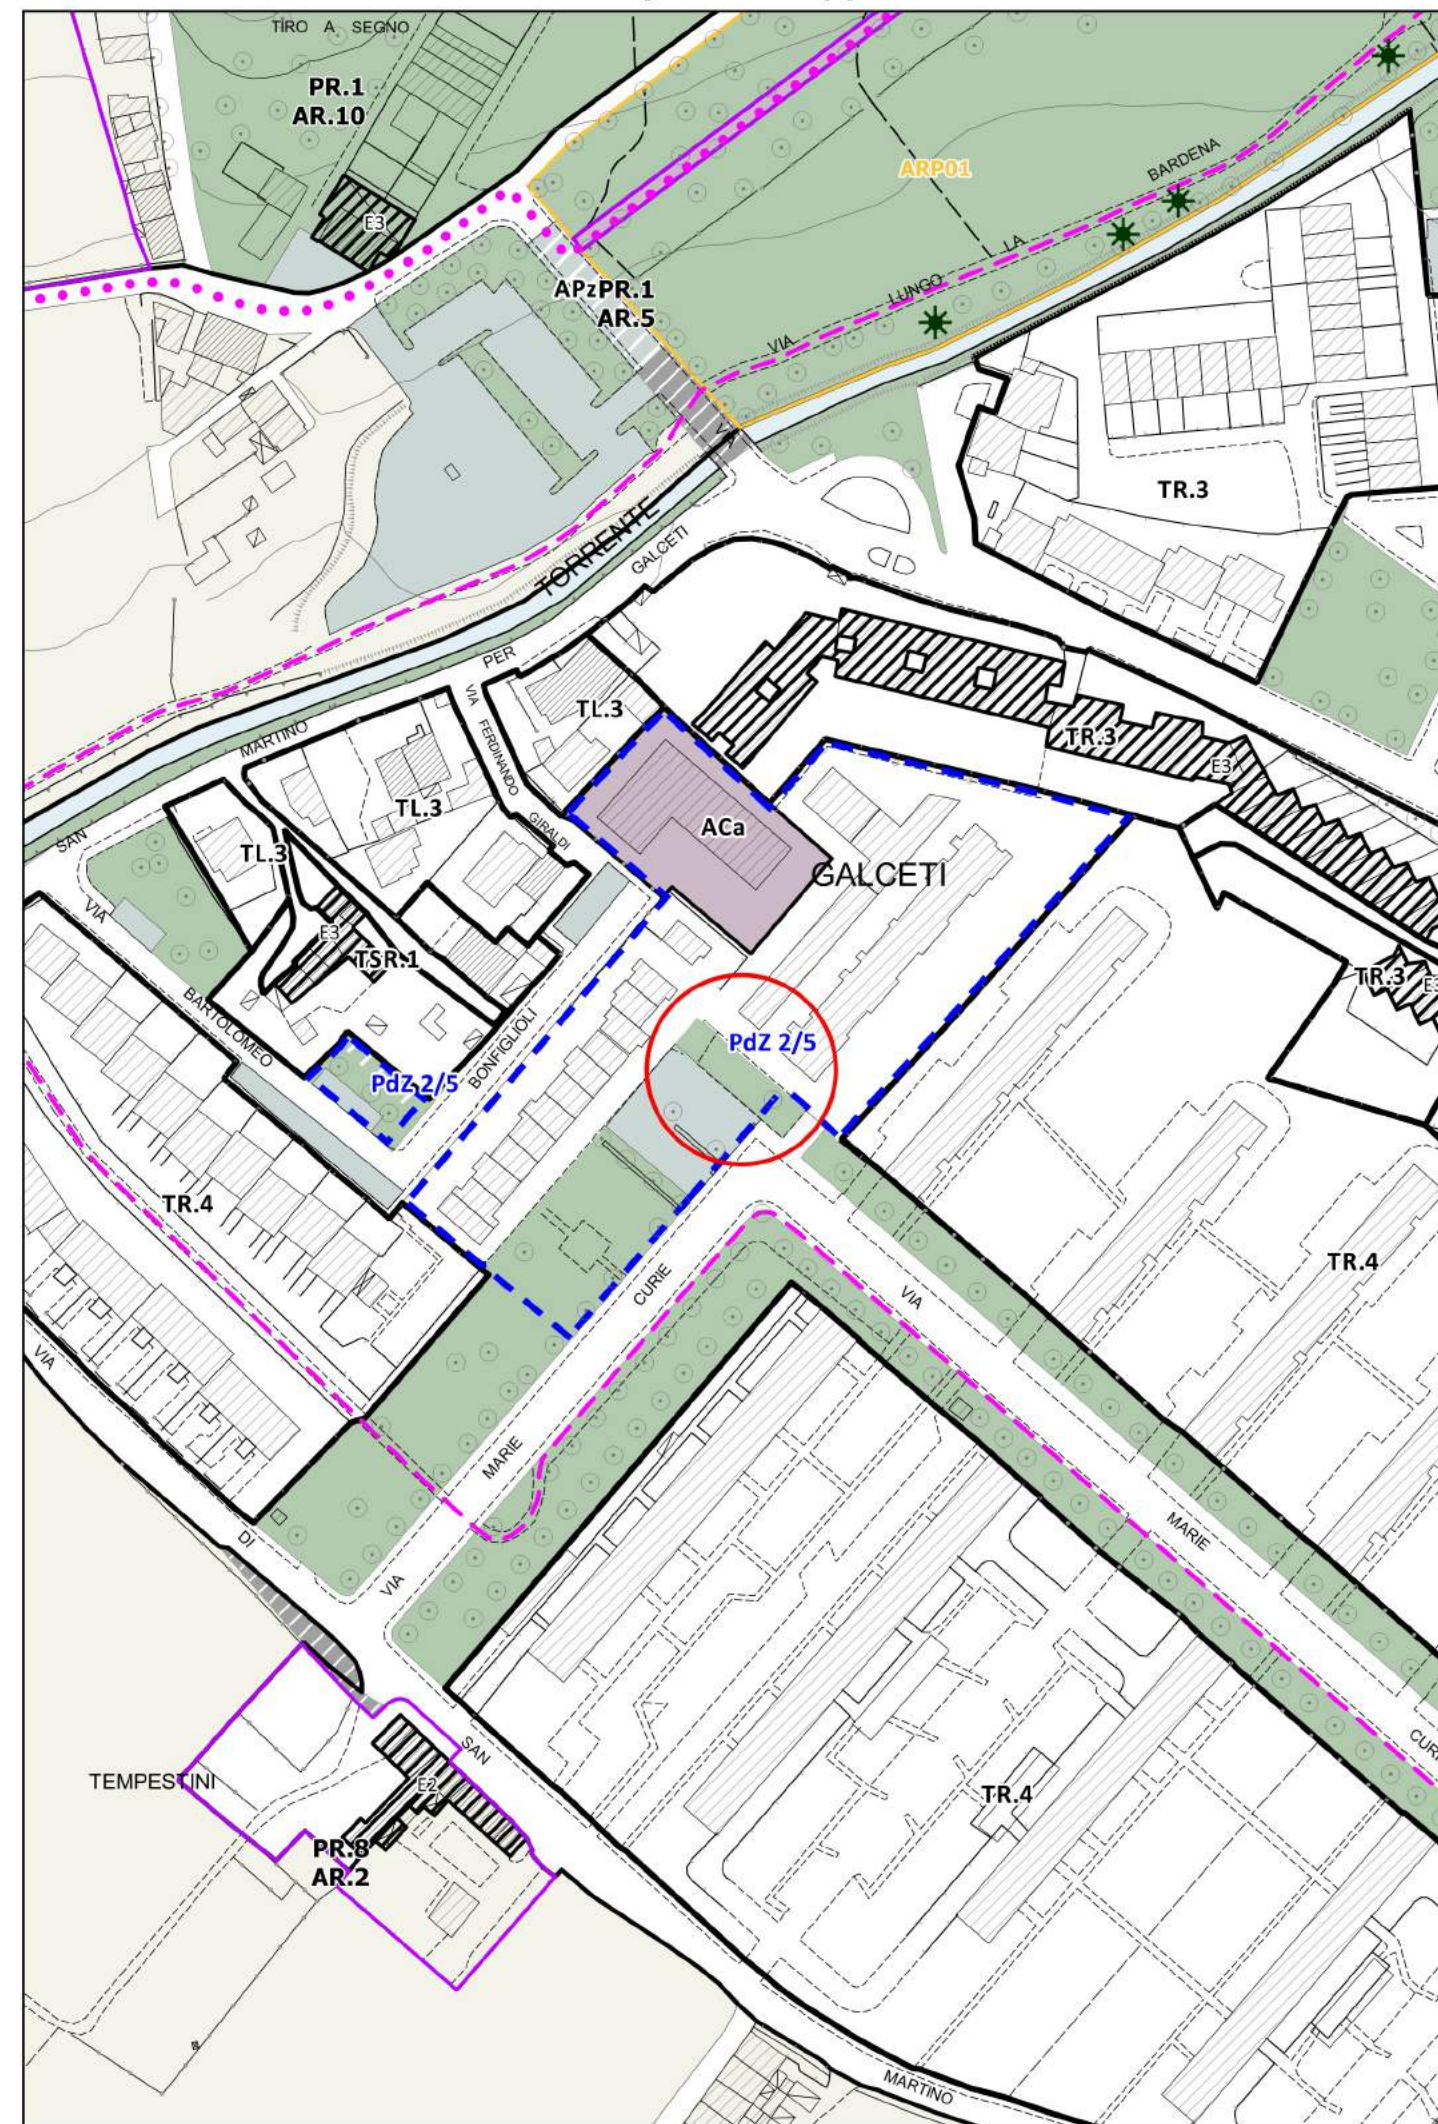 TIRO A SEGNO
PR.1
AR.10
E3
ARP01
BARDENA
LA
LUNGO
VIA
APzPR.1
AR.5
VIA
TR.3
TORRENTE
GALCETI
PER
MARTINO
SAN
VIA
VIA
FERDINANDO
GIRALDI
TL.3
TL.3
TL.3
TR.3
E3
ACa
GALCETI
E3
TSR.1
TR.3
E3
BARTOLOMEO
BONFIGLIOLI
PdZ 2/5
PdZ 2/5
TR.4
TR.4
CURIE
VIA
MARIE
VIA
MARIE
CURI
VIA
DI
SAN
TEMPESTINI
E2
PR.8
AR.2
TR.4
MARTINO